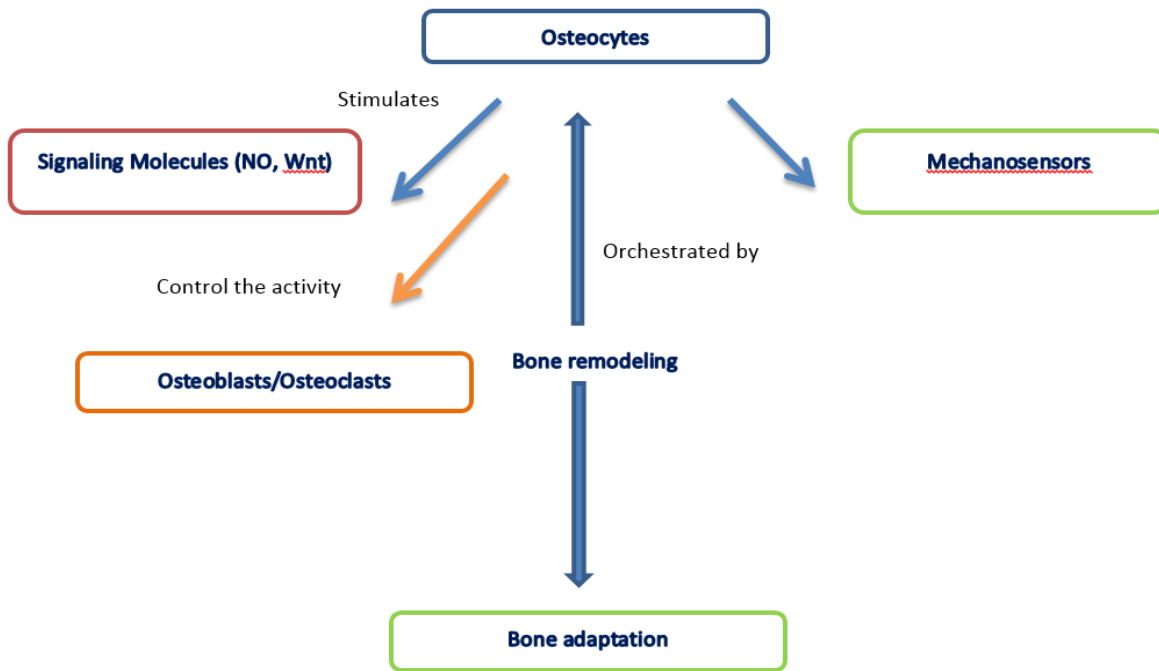 Osteocytes
Stimulates
Signaling Molecules (NO, Wnt)
Mechanosensors
Orchestrated by
Control the activity
Bone remodeling
Osteoblasts/Osteoclasts
Bone adaptation